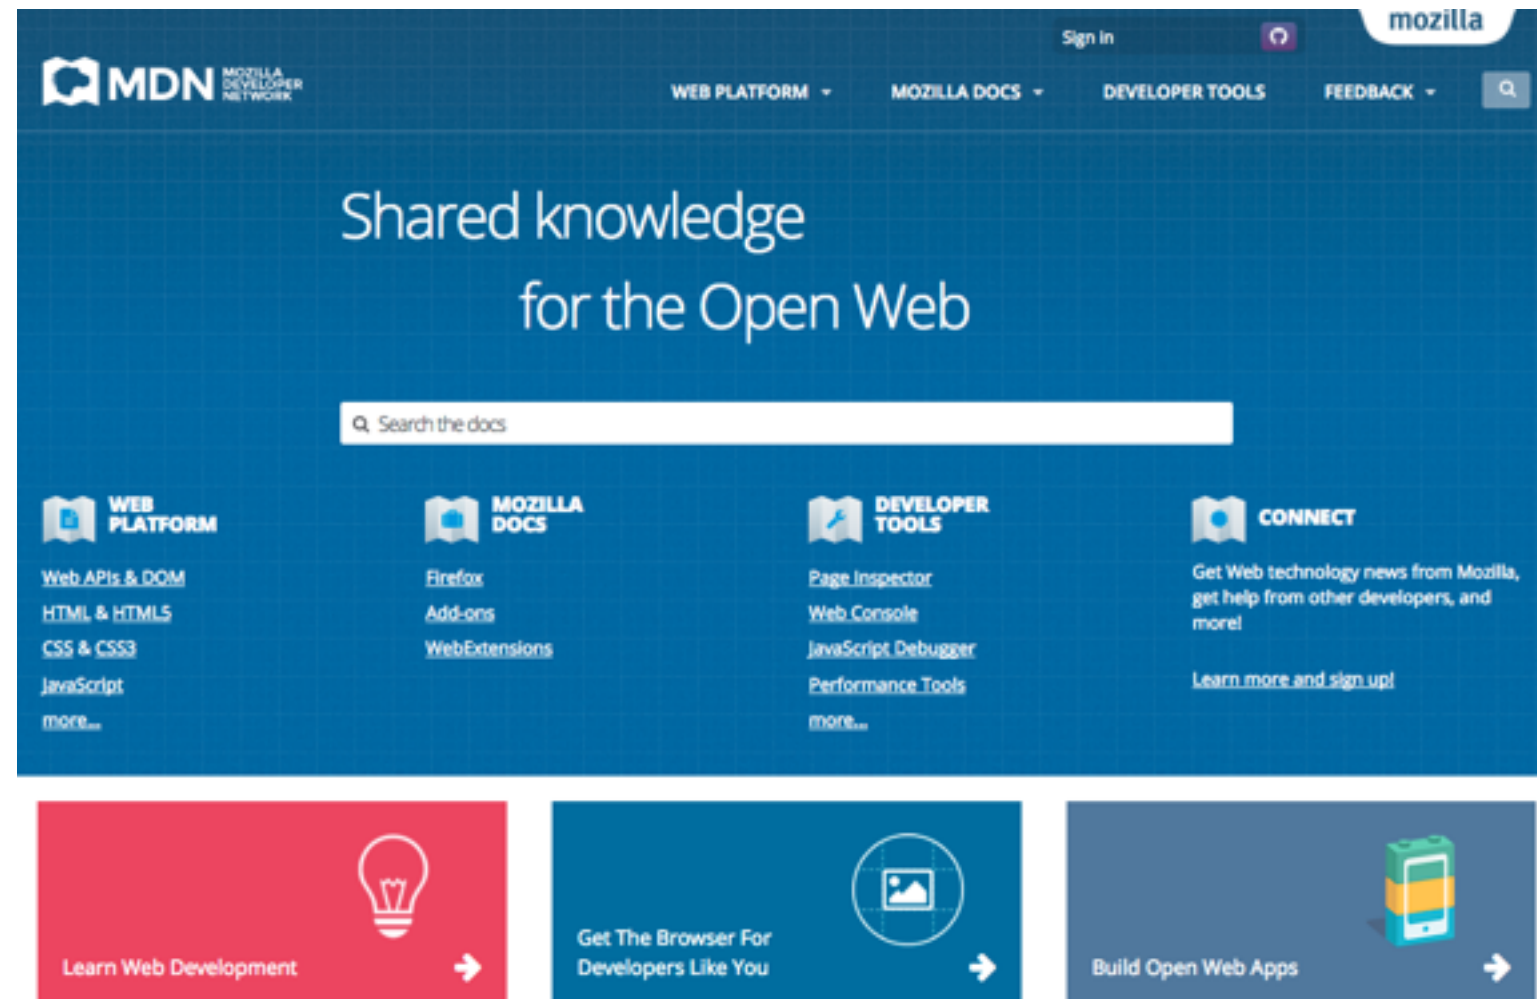 mozilla
Sign in
MDN MOZILLA DEVELOPER NETWORK
WEB PLATFORM
MOZILLA DOCS
DEVELOPER TOOLS
FEEDBACK
Shared knowledge
for the Open Web
Search the docs
WEB
PLATFORM
Web APIs & DOM
HTML & HTML5
CSS & CSS3
JavaScript
more...
MOZILLA
DOCS
Firefox
Add-ons
WebExtensions
DEVELOPER
TOOLS
Page Inspector
Web Console
JavaScript Debugger
Performance Tools
more...
CONNECT
Get Web technology news from Mozilla,
get help from other developers, and
more!
Learn more and sign up!
Learn Web Development
Get The Browser For
Developers Like You
Build Open Web Apps